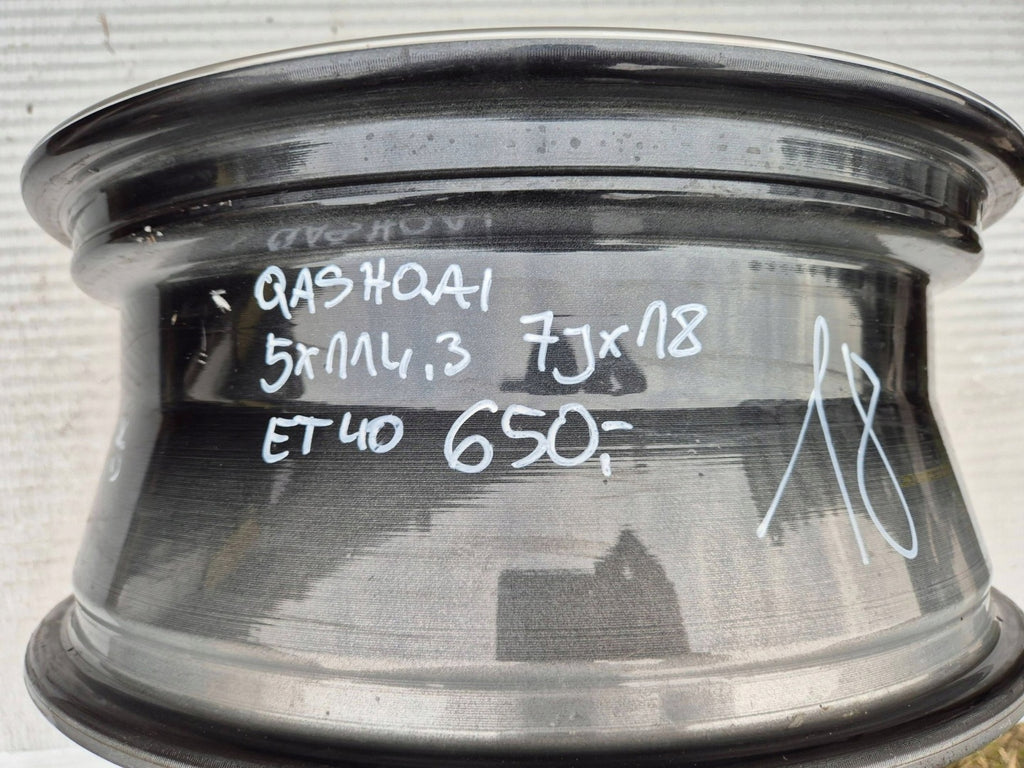 QASHQAI
5x114,3 7Jx18
ET40 650,-
18